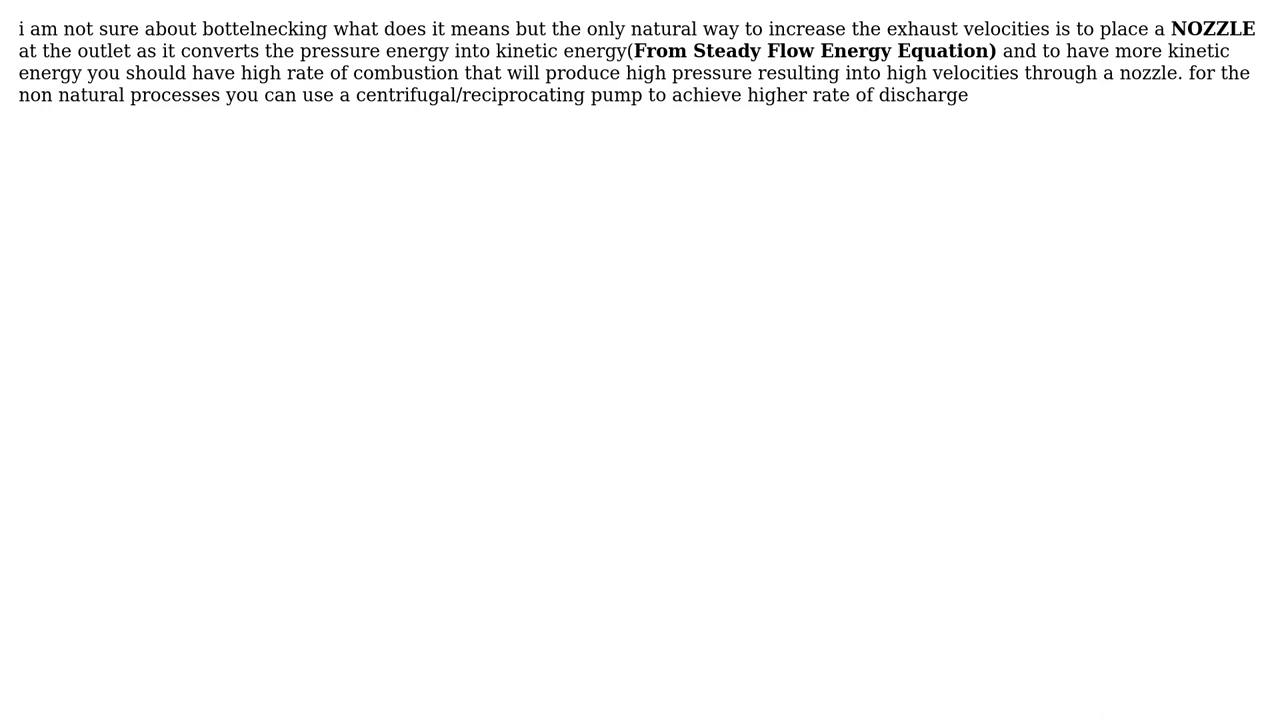 i am not sure about bottelnecking what does it means but the only natural way to increase the exhaust velocities is to place a NOZZLE
at the outlet as it converts the pressure energy into kinetic energy(From Steady Flow Energy Equation) and to have more kinetic
energy you should have high rate of combustion that will produce high pressure resulting into high velocities through a nozzle. for the
non natural processes you can use a centrifugal/reciprocating pump to achieve higher rate of discharge